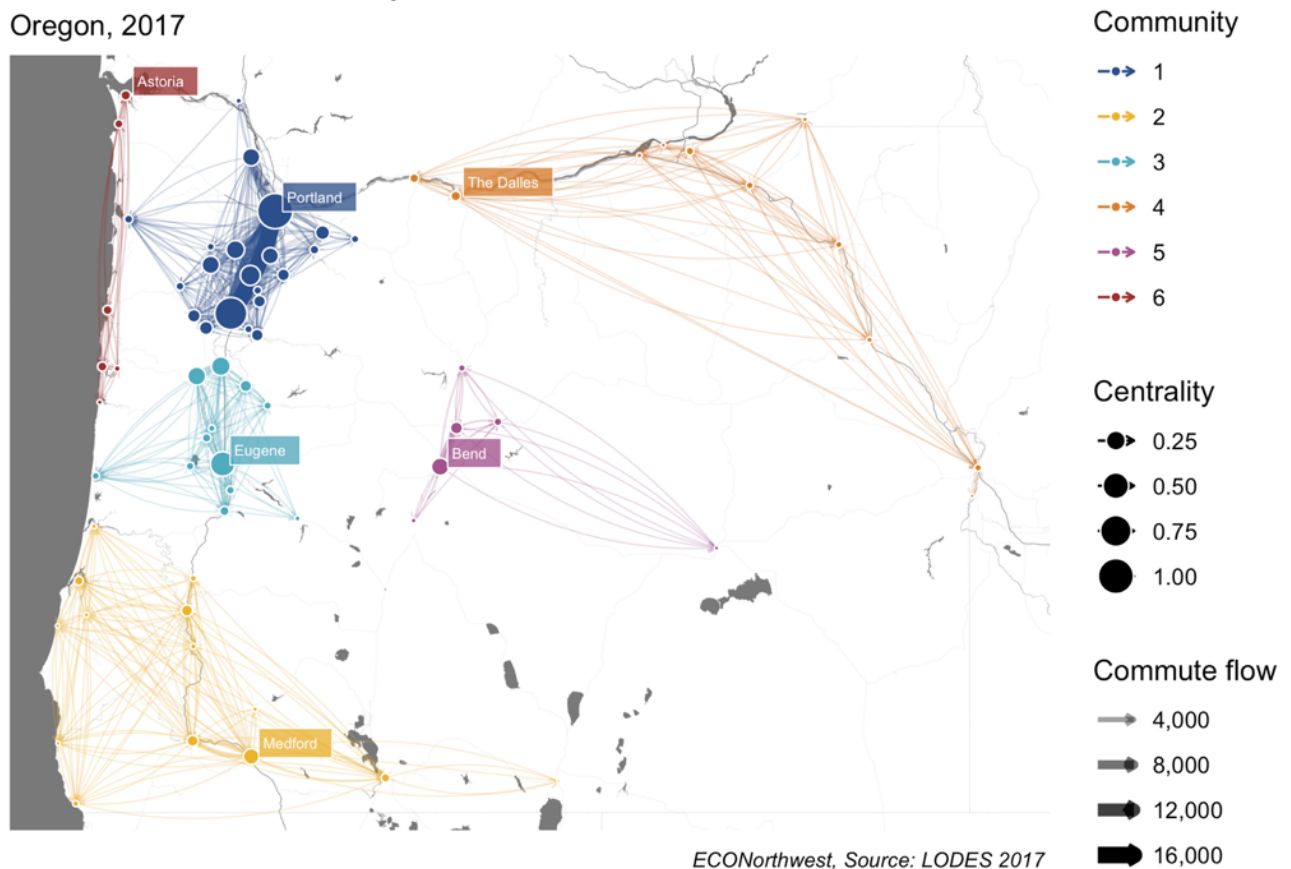 Oregon, 2017
Astoria
Portland
The Dalles
Eugene
Bend
Medford
Community
1
2
3
4
5
6
Centrality
0.25
0.50
0.75
1.00
Commute flow
4,000
8,000
12,000
16,000
ECONorthwest, Source: LODES 2017